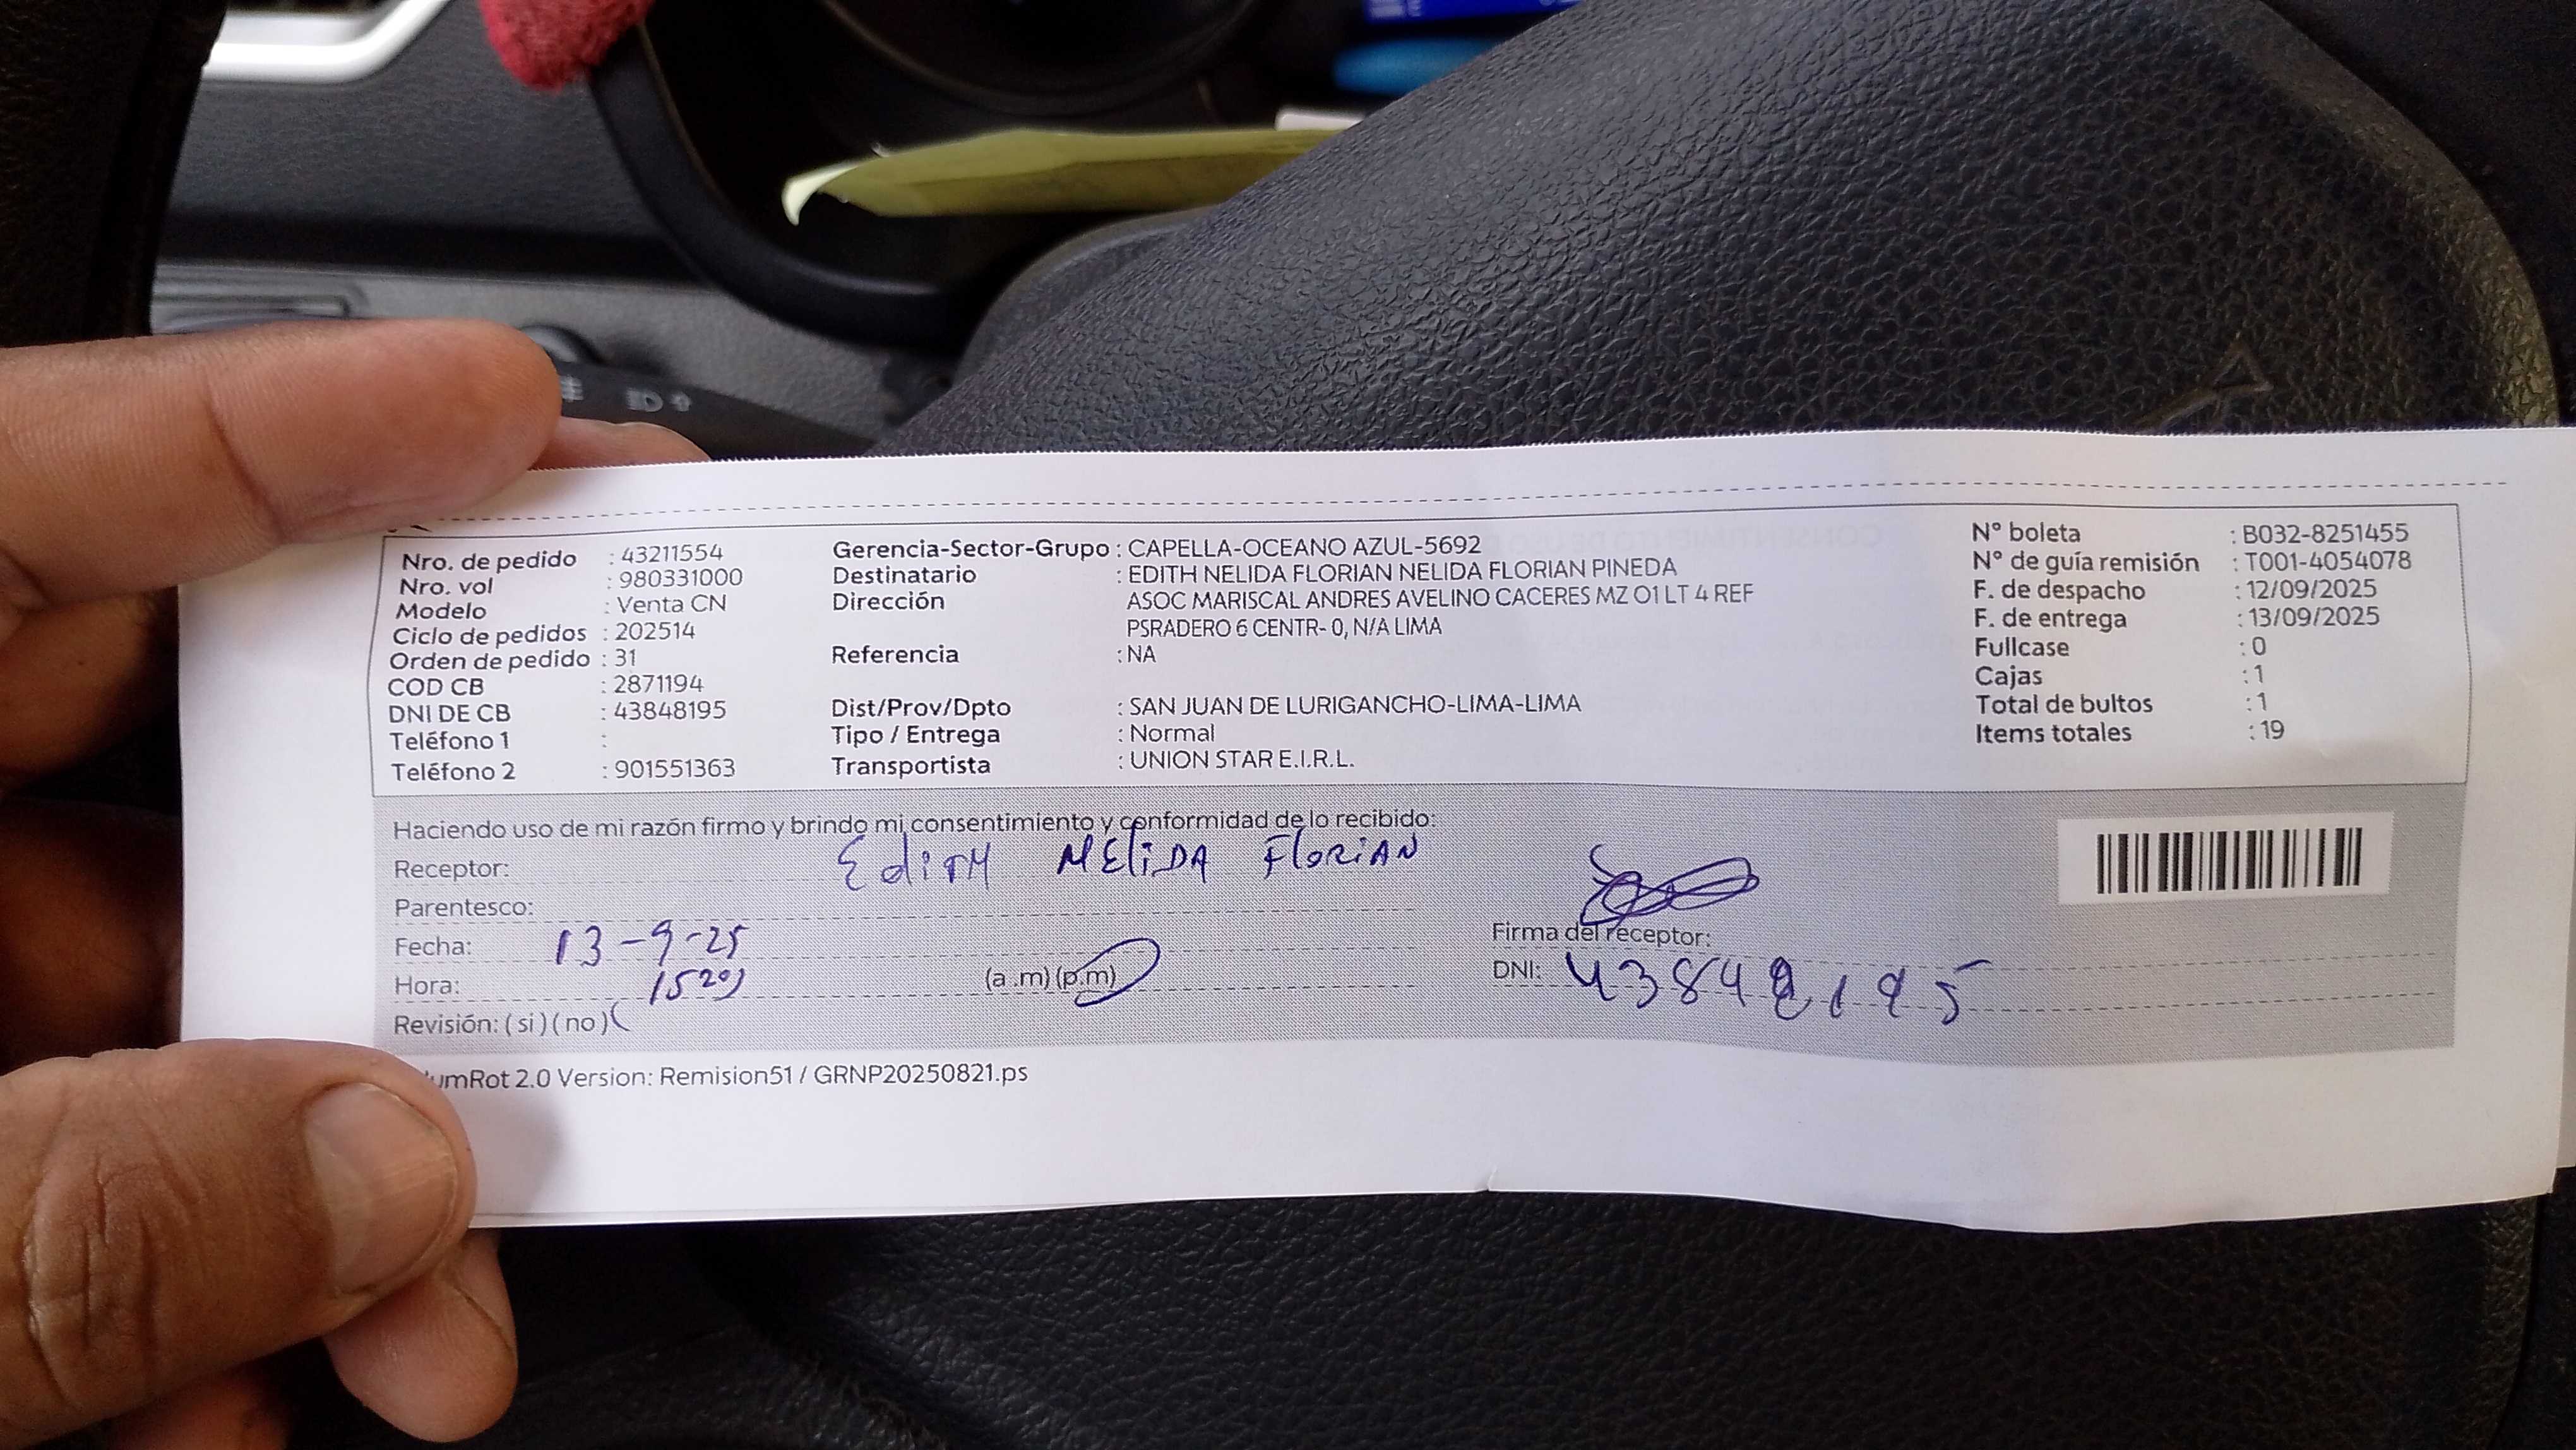 Nro. de pedido : 43211554
Nro. vol : 980331000
Modelo : Venta CN
Ciclo de pedidos : 202514
Orden de pedido : 31
COD CB : 2871194
DNI DE CB : 43848195
Teléfono 1 :
Teléfono 2 : 901551363
Gerencia-Sector-Grupo : CAPELLA-OCEANO AZUL-5692
Destinatario : EDITH NELIDA FLORIAN NELIDA FLORIAN PINEDA
Dirección ASOC MARISCAL ANDRES AVELINO CACERES MZ O1 LT 4 REF
PSRADERO 6 CENTR- 0, N/A LIMA
Referencia : NA
Dist/Prov/Dpto : SAN JUAN DE LURIGANCHO-LIMA-LIMA
Tipo / Entrega : Normal
Transportista : UNION STAR E.I.R.L.
N° boleta : B032-8251455
N° de guía remisión : T001-4054078
F. de despacho : 12/09/2025
F. de entrega : 13/09/2025
Fullcase : 0
Cajas : 1
Total de bultos : 1
Items totales : 19
Haciendo uso de mi razón firmo y brindo mi consentimiento y conformidad de lo recibido:
Receptor: EdiTH NELiDA FloRiAN
Parentesco:
Fecha: 13-9-25
Hora: (a .m) (p.m)
Revisión: ( si ) ( no )
Firma del receptor:
DNI: 43848195
umRot 2.0 Version: Remision51 / GRNP20250821.ps